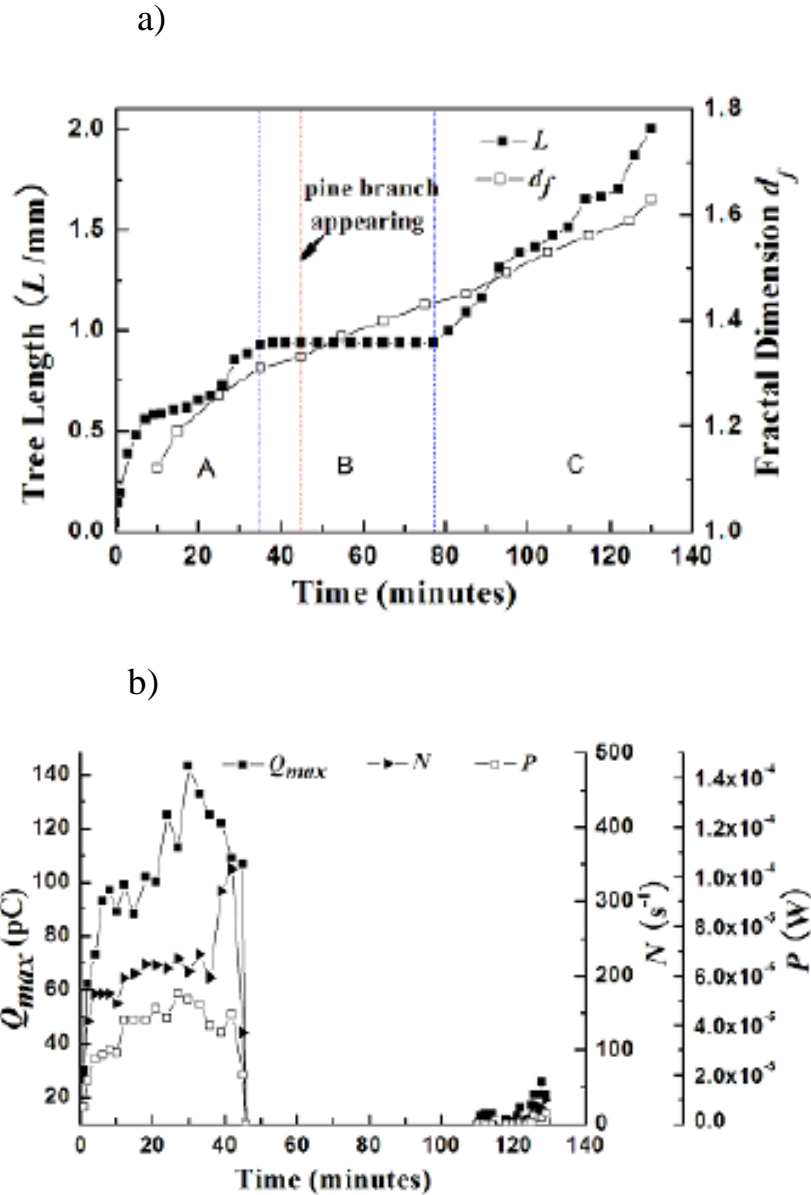 a)
L
d_f
pine branch
appearing
Tree Length (L /mm)
2.0
1.5
1.0
0.5
0.0
Fractal Dimension d_f
1.8
1.6
1.4
1.2
1.0
A
B
C
0 20 40 60 80 100 120 140
Time (minutes)
b)
Q_max N P
Q_max (pC)
140
120
100
80
60
40
20
N (s⁻¹)
500
400
300
200
100
0
P (W)
1.4x10⁻⁴
1.2x10⁻⁴
1.0x10⁻⁴
8.0x10⁻⁵
6.0x10⁻⁵
4.0x10⁻⁵
2.0x10⁻⁵
0.0
0 20 40 60 80 100 120 140
Time (minutes)